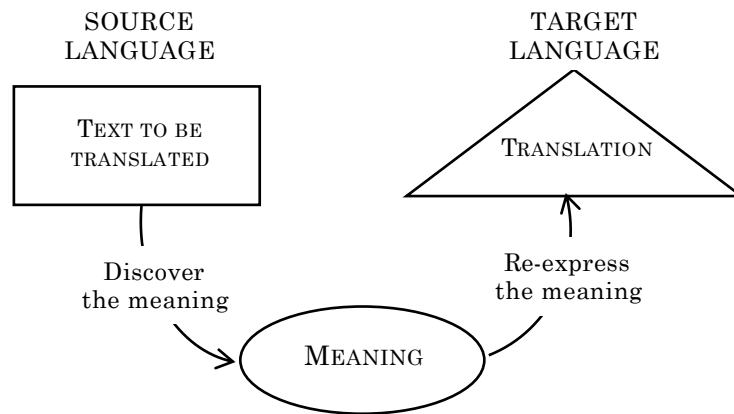 SOURCE
LANGUAGE
TARGET
LANGUAGE
TEXT TO BE
TRANSLATED
TRANSLATION
Discover
the meaning
Re-express
the meaning
MEANING